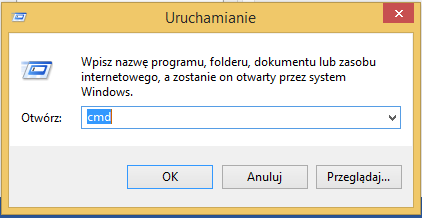 Uruchamianie
Wpisz nazwę programu, folderu, dokumentu lub zasobu
internetowego, a zostanie on otwarty przez system
Windows.
Otwórz: cmd
OK Anuluj Przeglądaj...